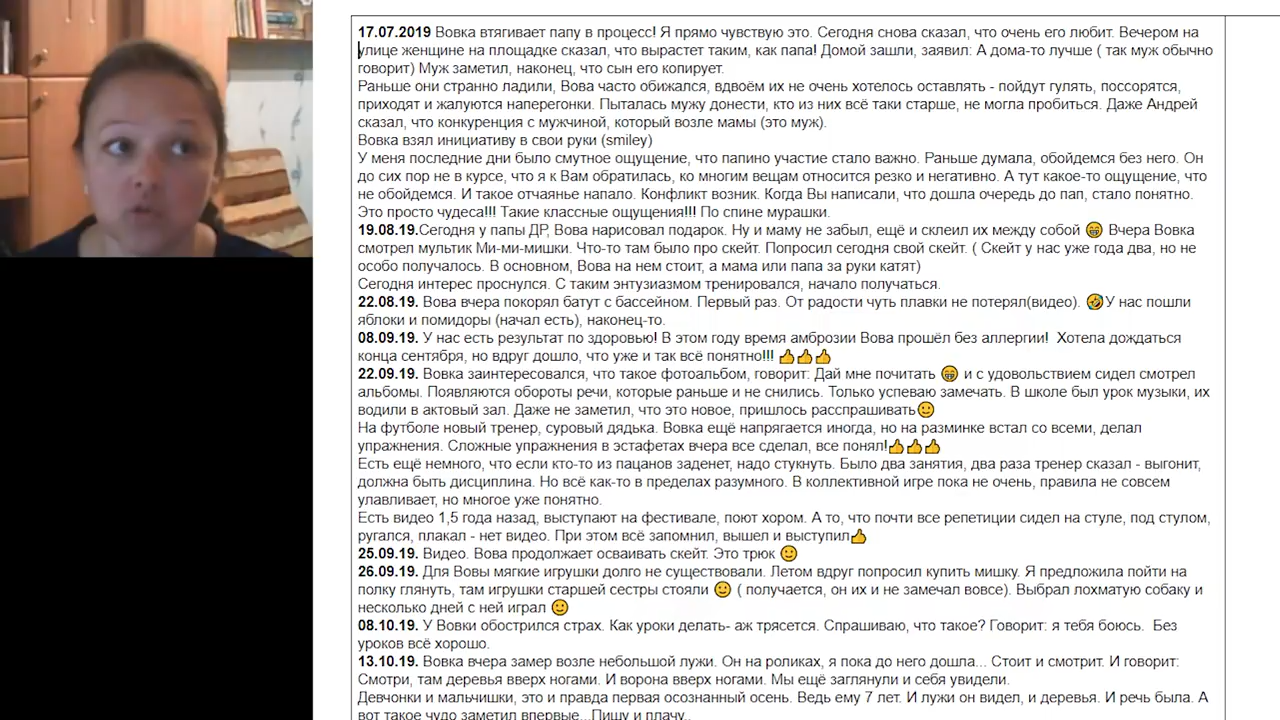 17.07.2019 Вовка втягивает папу в процесс! Я прямо чувствую это. Сегодня снова сказал, что очень его любит. Вечером на
улице женщине на площадке сказал, что вырастет таким, как папа! Домой зашли, заявил: А дома-то лучше ( так муж обычно
говорит) Муж заметил, наконец, что сын его копирует.
Раньше они странно ладили, Вова часто обижался, вдвоём их не очень хотелось оставлять - пойдут гулять, поссорятся,
приходят и жалуются наперегонки. Пыталась мужу донести, кто из них всё таки старше, не могла пробиться. Даже Андрей
сказал, что конкуренция с мужчиной, который возле мамы (это муж).
Вовка взял инициативу в свои руки (smiley)
У меня последние дни было смутное ощущение, что папино участие стало важно. Раньше думала, обойдемся без него. Он
до сих пор не в курсе, что я к Вам обратилась, ко многим вещам относится резко и негативно. А тут какое-то ощущение, что
не обойдемся. И такое отчаянье напало. Конфликт возник. Когда Вы написали, что дошла очередь до пап, стало понятно.
Это просто чудеса!!! Такие классные ощущения!!! По спине мурашки.
19.08.19.Сегодня у папы ДР, Вова нарисовал подарок. Ну и маму не забыл, ещё и склеил их между собой 😁 Вчера Вовка
смотрел мультик Ми-ми-мишки. Что-то там было про скейт. Попросил сегодня свой скейт. ( Скейт у нас уже года два, но не
особо получалось. В основном, Вова на нем стоит, а мама или папа за руки катят)
Сегодня интерес проснулся. С таким энтузиазмом тренировался, начало получаться.
22.08.19. Вова вчера покорял батут с бассейном. Первый раз. От радости чуть плавки не потерял(видео). 🤣У нас пошли
яблоки и помидоры (начал есть), наконец-то.
08.09.19. У нас есть результат по здоровью! В этом году время амброзии Вова прошёл без аллергии! Хотела дождаться
конца сентября, но вдруг дошло, что уже и так всё понятно!!! 👍👍👍
22.09.19. Вовка заинтересовался, что такое фотоальбом, говорит: Дай мне почитать 😁 и с удовольствием сидел смотрел
альбомы. Появляются обороты речи, которые раньше и не снились. Только успеваю замечать. В школе был урок музыки, их
водили в актовый зал. Даже не заметил, что это новое, пришлось расспрашивать🙂
На футболе новый тренер, суровый дядька. Вовка ещё напрягается иногда, но на разминке встал со всеми, делал
упражнения. Сложные упражнения в эстафетах вчера все сделал, все понял!👍👍👍
Есть ещё немного, что если кто-то из пацанов заденет, надо стукнуть. Было два занятия, два раза тренер сказал - выгонит,
должна быть дисциплина. Но всё как-то в пределах разумного. В коллективной игре пока не очень, правила не совсем
улавливает, но многое уже понятно.
Есть видео 1,5 года назад, выступают на фестивале, поют хором. А то, что почти все репетиции сидел на стуле, под стулом,
ругался, плакал - нет видео. При этом всё запомнил, вышел и выступил👍
25.09.19. Видео. Вова продолжает осваивать скейт. Это трюк 🙂
26.09.19. Для Вовы мягкие игрушки долго не существовали. Летом вдруг попросил купить мишку. Я предложила пойти на
полку глянуть, там игрушки старшей сестры стояли 🙂 ( получается, он их и не замечал вовсе). Выбрал лохматую собаку и
несколько дней с ней играл 🙂
08.10.19. У Вовки обострился страх. Как уроки делать- аж трясется. Спрашиваю, что такое? Говорит: я тебя боюсь. Без
уроков всё хорошо.
13.10.19. Вовка вчера замер возле небольшой лужи. Он на роликах, я пока до него дошла... Стоит и смотрит. И говорит:
Смотри, там деревья вверх ногами. И ворона вверх ногами. Мы ещё заглянули и себя увидели.
Девчонки и мальчишки, это и правда первая осознанный осень. Ведь ему 7 лет. И лужи он видел, и деревья. И речь была. А
вот такое чудо заметил впервые...Пишу и плачу..